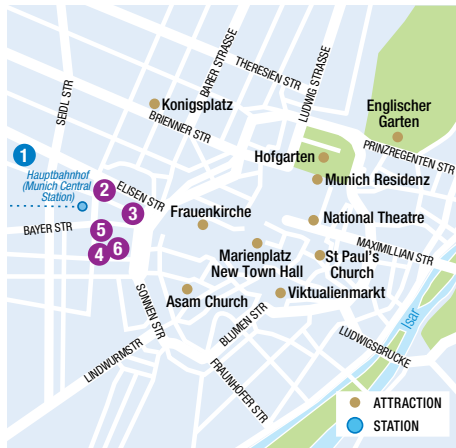 BARER STRASSE
THERESIEN STR
LUDWIG STRASSE
SEIDL STR
Konigsplatz
BRIENNER STR
Englischer
Garten
PRINZREGENTEN STR
1
Hauptbahnhof
(Munich Central
Station)
2
ELISEN STR
3
Hofgarten
Munich Residenz
Frauenkirche
National Theatre
BAYER STR
5
4
6
Marienplatz
New Town Hall
MAXIMILLIAN STR
St Paul's
Church
SONNEN STR
Asam Church
Viktualienmarkt
Isar
BLUMEN STR
LINDWURMSTR
LUDWIGSBRUCKE
FRAUNHOFER STR
ATTRACTION
STATION